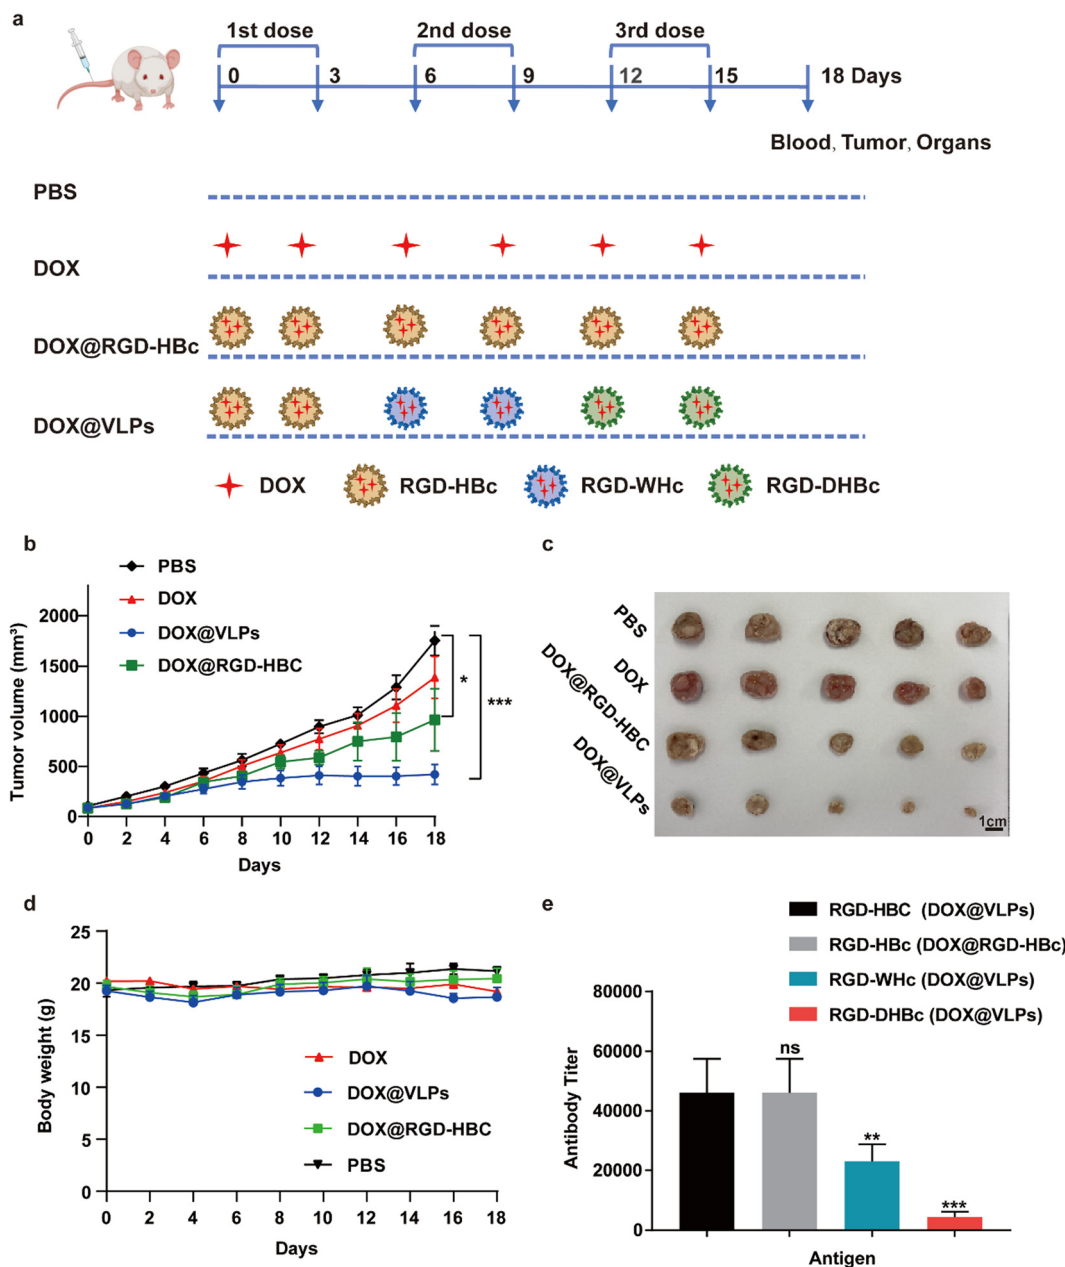 a
1st dose 2nd dose 3rd dose
0 3 6 9 12 15 18 Days
Blood, Tumor, Organs
PBS
DOX
DOX@RGD-HBc
DOX@VLPs
DOX RGD-HBc RGD-WHc RGD-DHBc
b
PBS
DOX
DOX@VLPs
DOX@RGD-HBC
Tumor volume (mm³)
2000
1500
1000
500
0
* ***
0 2 4 6 8 10 12 14 16 18
Days
c
PBS
DOX
DOX@RGD-HBC
DOX@VLPs
1cm
d
Body weight (g)
25
20
15
10
5
0
DOX
DOX@VLPs
DOX@RGD-HBC
PBS
0 2 4 6 8 10 12 14 16 18
Days
e
RGD-HBC (DOX@VLPs)
RGD-HBc (DOX@RGD-HBc)
RGD-WHc (DOX@VLPs)
RGD-DHBc (DOX@VLPs)
Antibody Titer
80000
60000
40000
20000
0
ns
**
***
Antigen